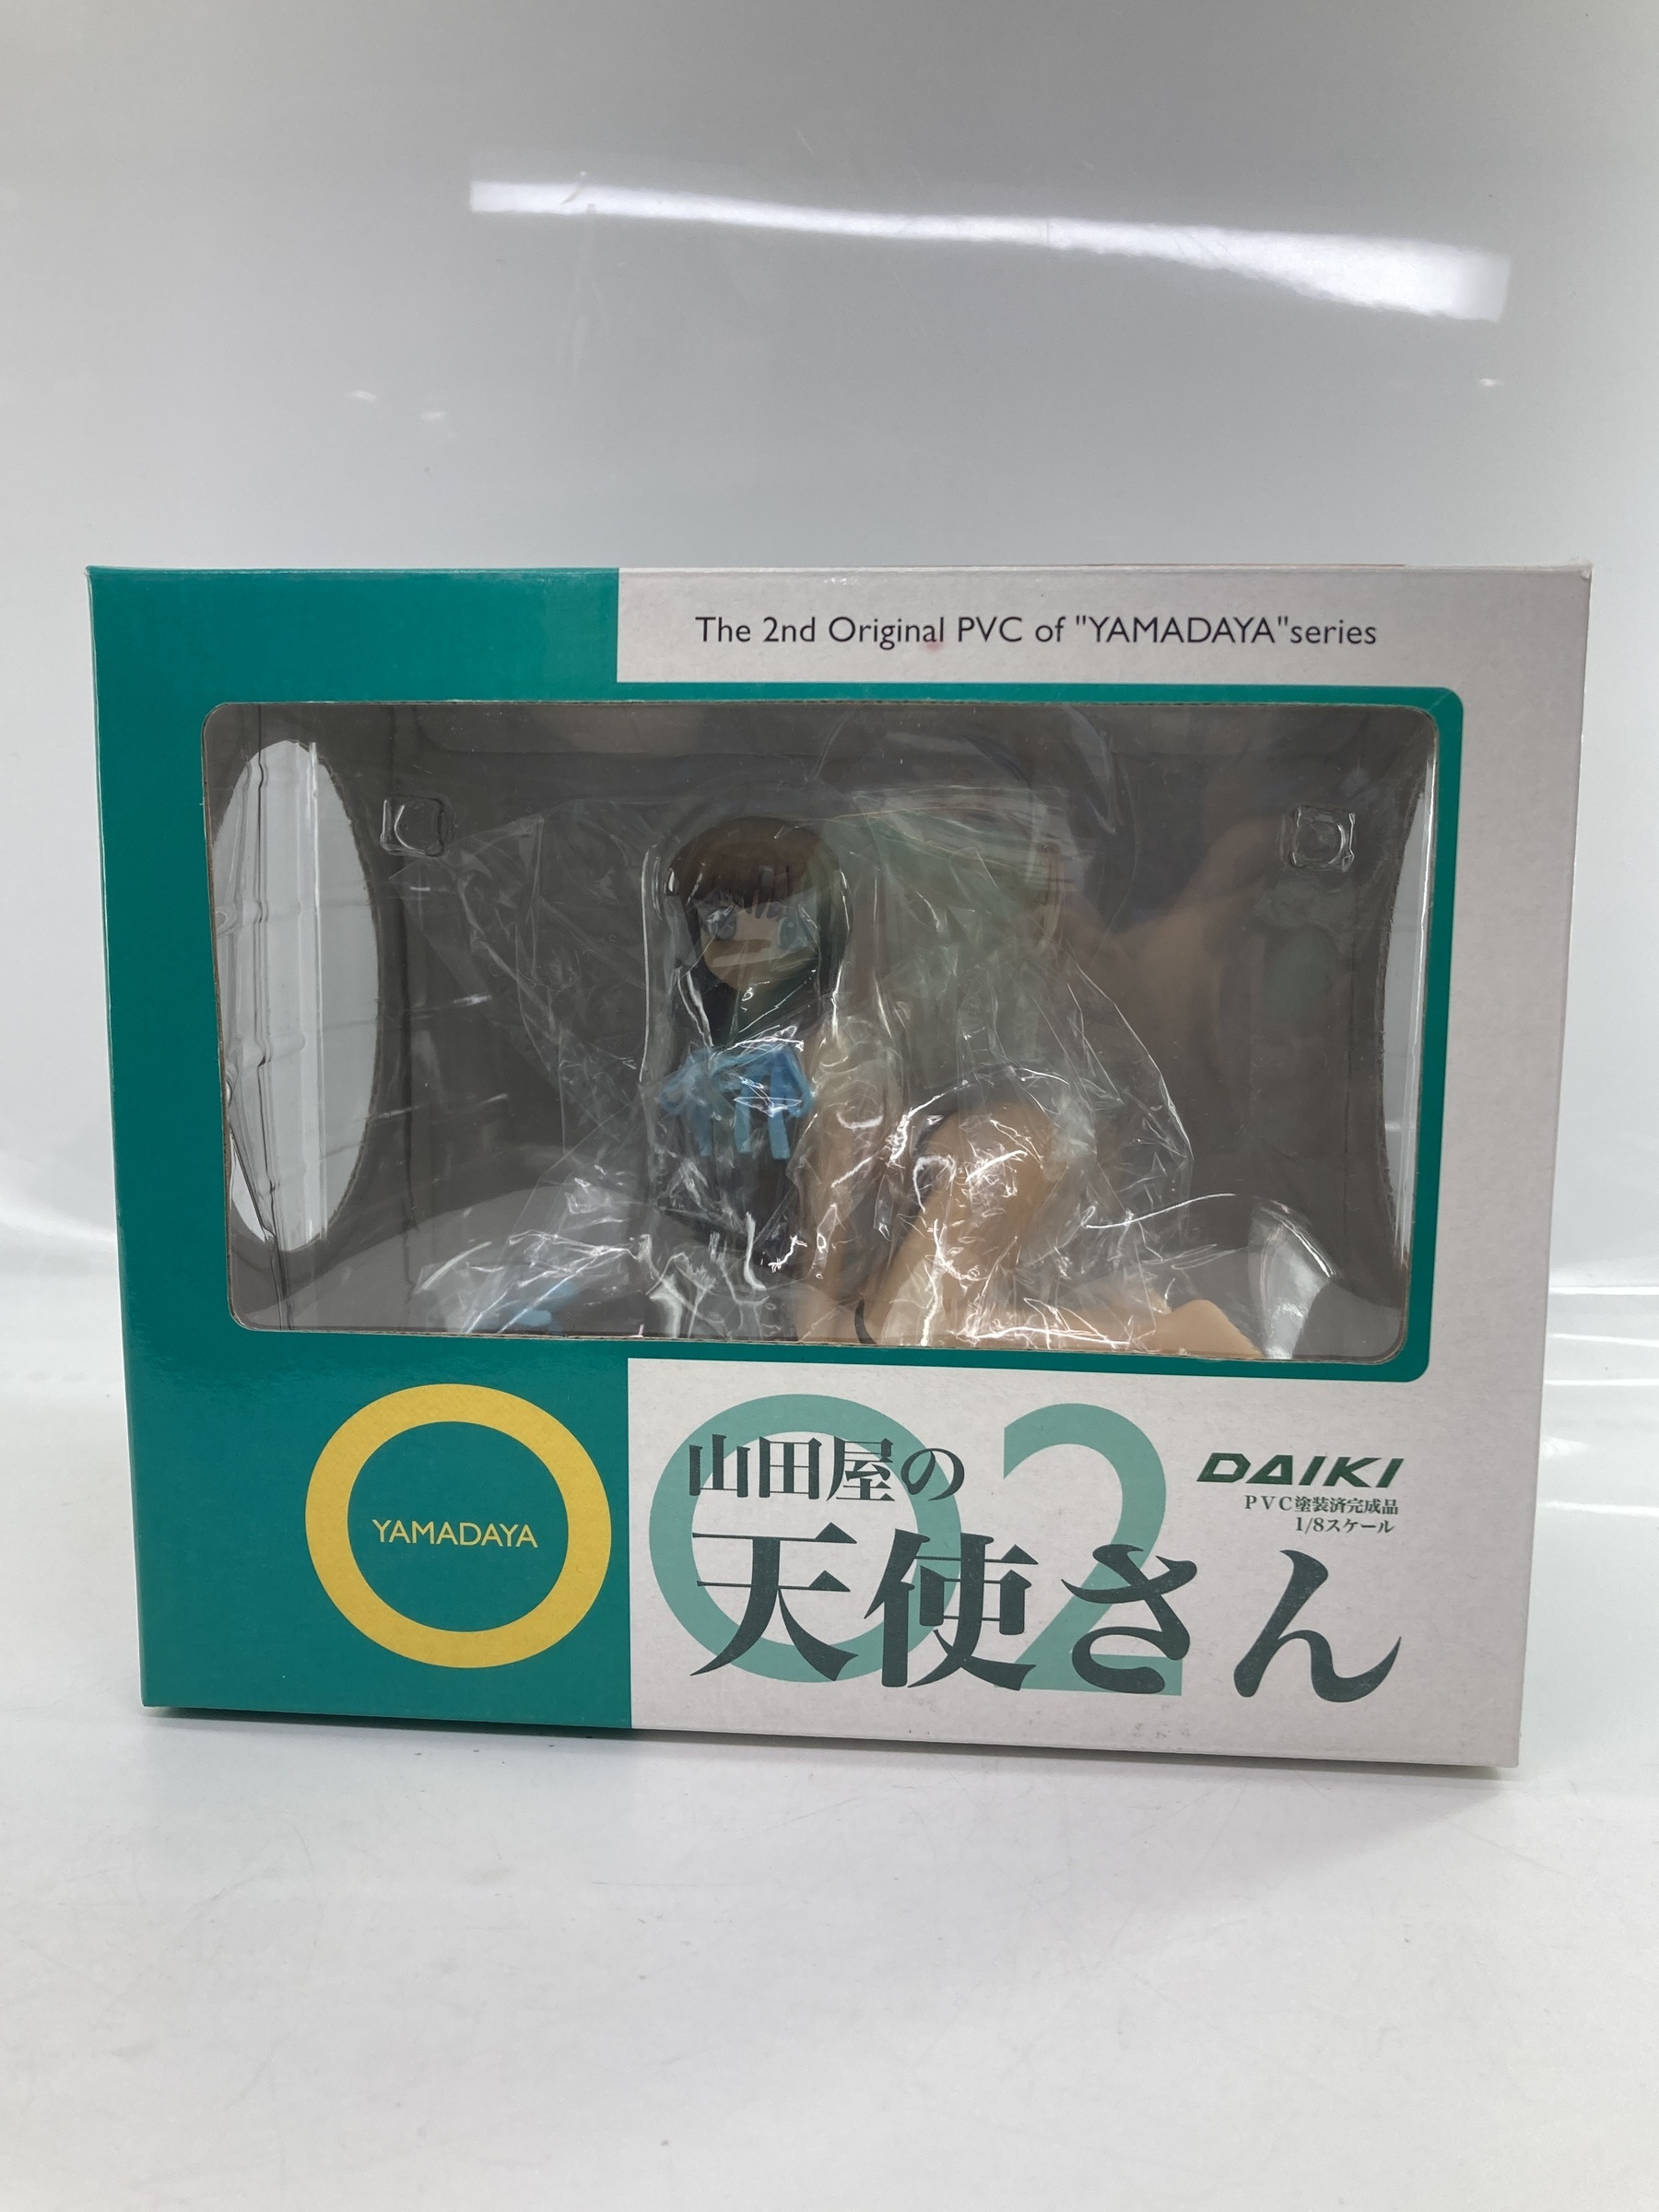 The 2nd Original PVC of "YAMADAYA"series
YAMADAYA
02
山田屋の
天使さん
DAIKI
PVC塗装済完成品
1/8スケール